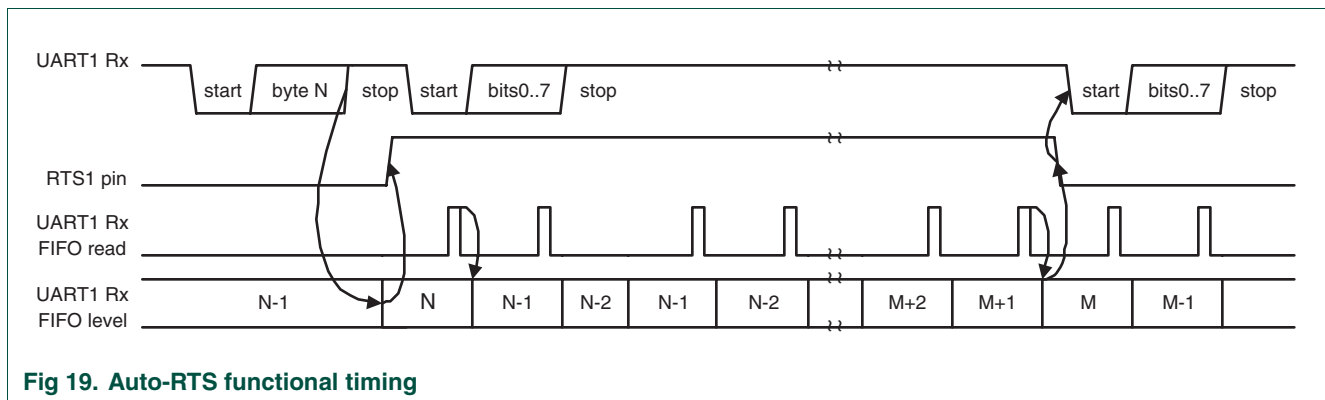 UART1 Rx
start byte N stop start bits0..7 stop start bits0..7 stop
RTS1 pin
UART1 Rx
FIFO read
UART1 Rx
FIFO level
N-1 N N-1 N-2 N-1 N-2 M+2 M+1 M M-1
Fig 19. Auto-RTS functional timing